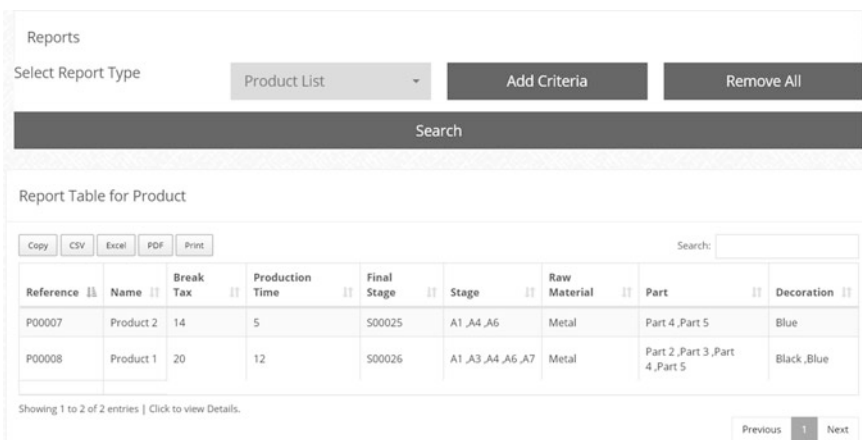 Reports
Select Report Type Product List Add Criteria Remove All
Search
Report Table for Product
Copy CSV Excel PDF Print Search:
Reference Name Break Tax Production Time Final Stage Stage Raw Material Part Decoration
P00007 Product 2 14 5 S00025 A1 ,A4 ,A6 Metal Part 4 ,Part 5 Blue
P00008 Product 1 20 12 S00026 A1 ,A3 ,A4 ,A6 ,A7 Metal Part 2 ,Part 3 ,Part 4 ,Part 5 Black ,Blue
Showing 1 to 2 of 2 entries | Click to view Details.
Previous 1 Next